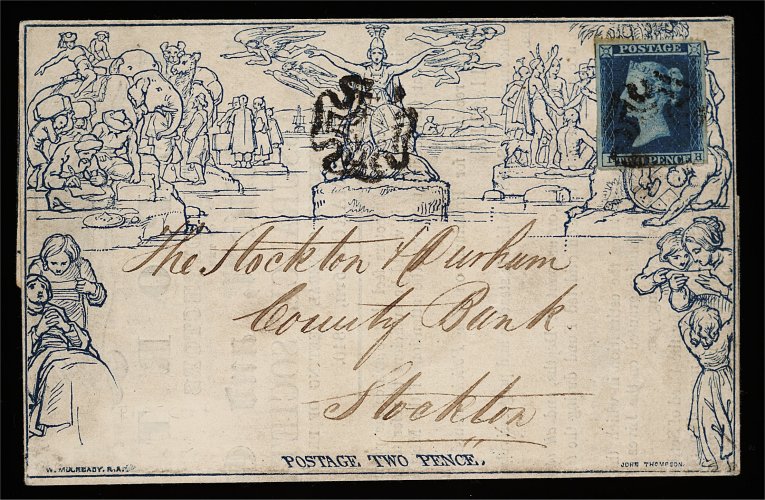 POSTAGE
TWO PENCE
H
The Stockton & Durham
County Bank
Stockton
POSTAGE TWO PENCE.
W. MULREADY. R.A.
JOHN THOMPSON.